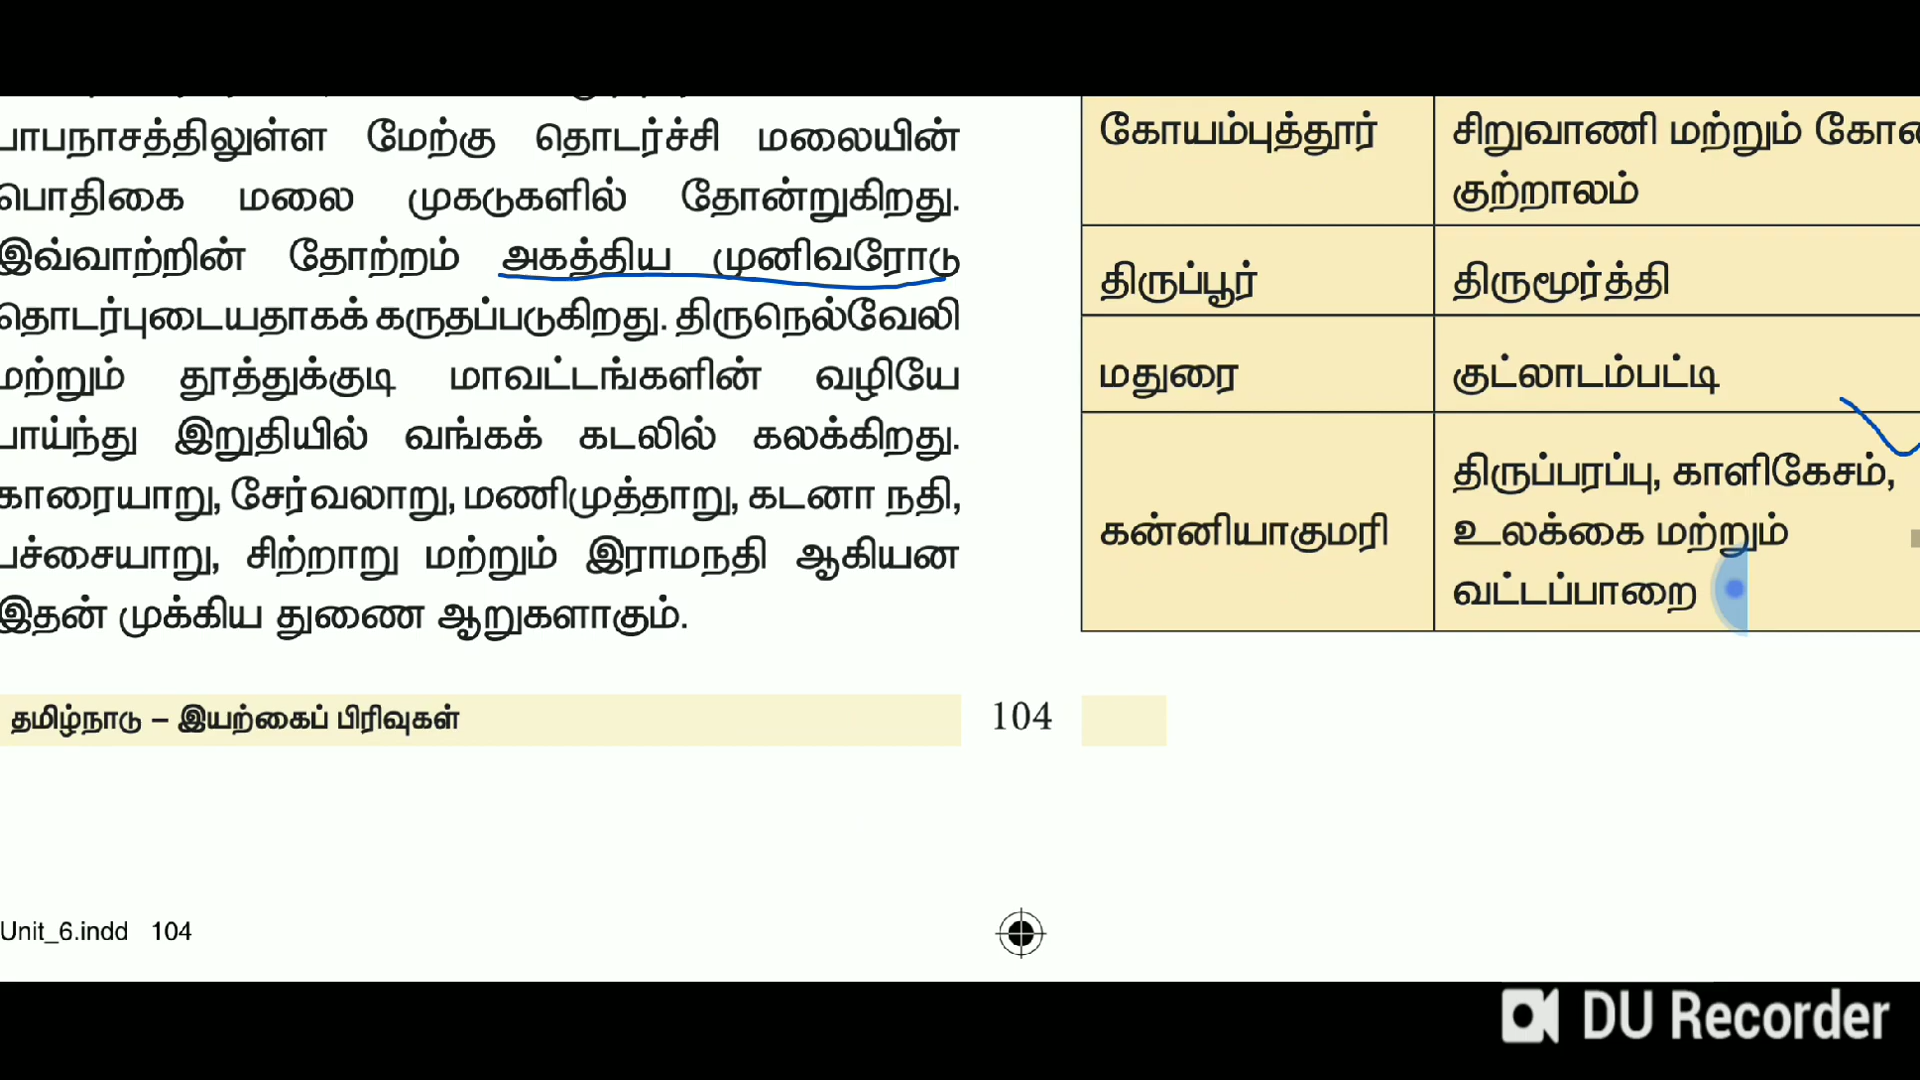 பாபநாசத்திலுள்ள மேற்கு தொடர்ச்சி மலையின்
பொதிகை மலை முகடுகளில் தோன்றுகிறது.
இவ்வாற்றின் தோற்றம் அகத்திய முனிவரோடு
தொடர்புடையதாகக் கருதப்படுகிறது. திருநெல்வேலி
மற்றும் தூத்துக்குடி மாவட்டங்களின் வழியே
பாய்ந்து இறுதியில் வங்கக் கடலில் கலக்கிறது.
காரையாறு, சேர்வலாறு, மணிமுத்தாறு, கடனா நதி,
பச்சையாறு, சிற்றாறு மற்றும் இராமநதி ஆகியன
இதன் முக்கிய துணை ஆறுகளாகும்.
கோயம்புத்தூர் சிறுவாணி மற்றும்
குற்றாலம்
திருப்பூர் திருமூர்த்தி
மதுரை குட்லாடம்பட்டி
கன்னியாகுமரி திருப்பரப்பு, காளிகேசம்,
உலக்கை மற்றும்
வட்டப்பாறை
தமிழ்நாடு – இயற்கைப் பிரிவுகள் 104
Unit_6.indd 104
DU Recorder